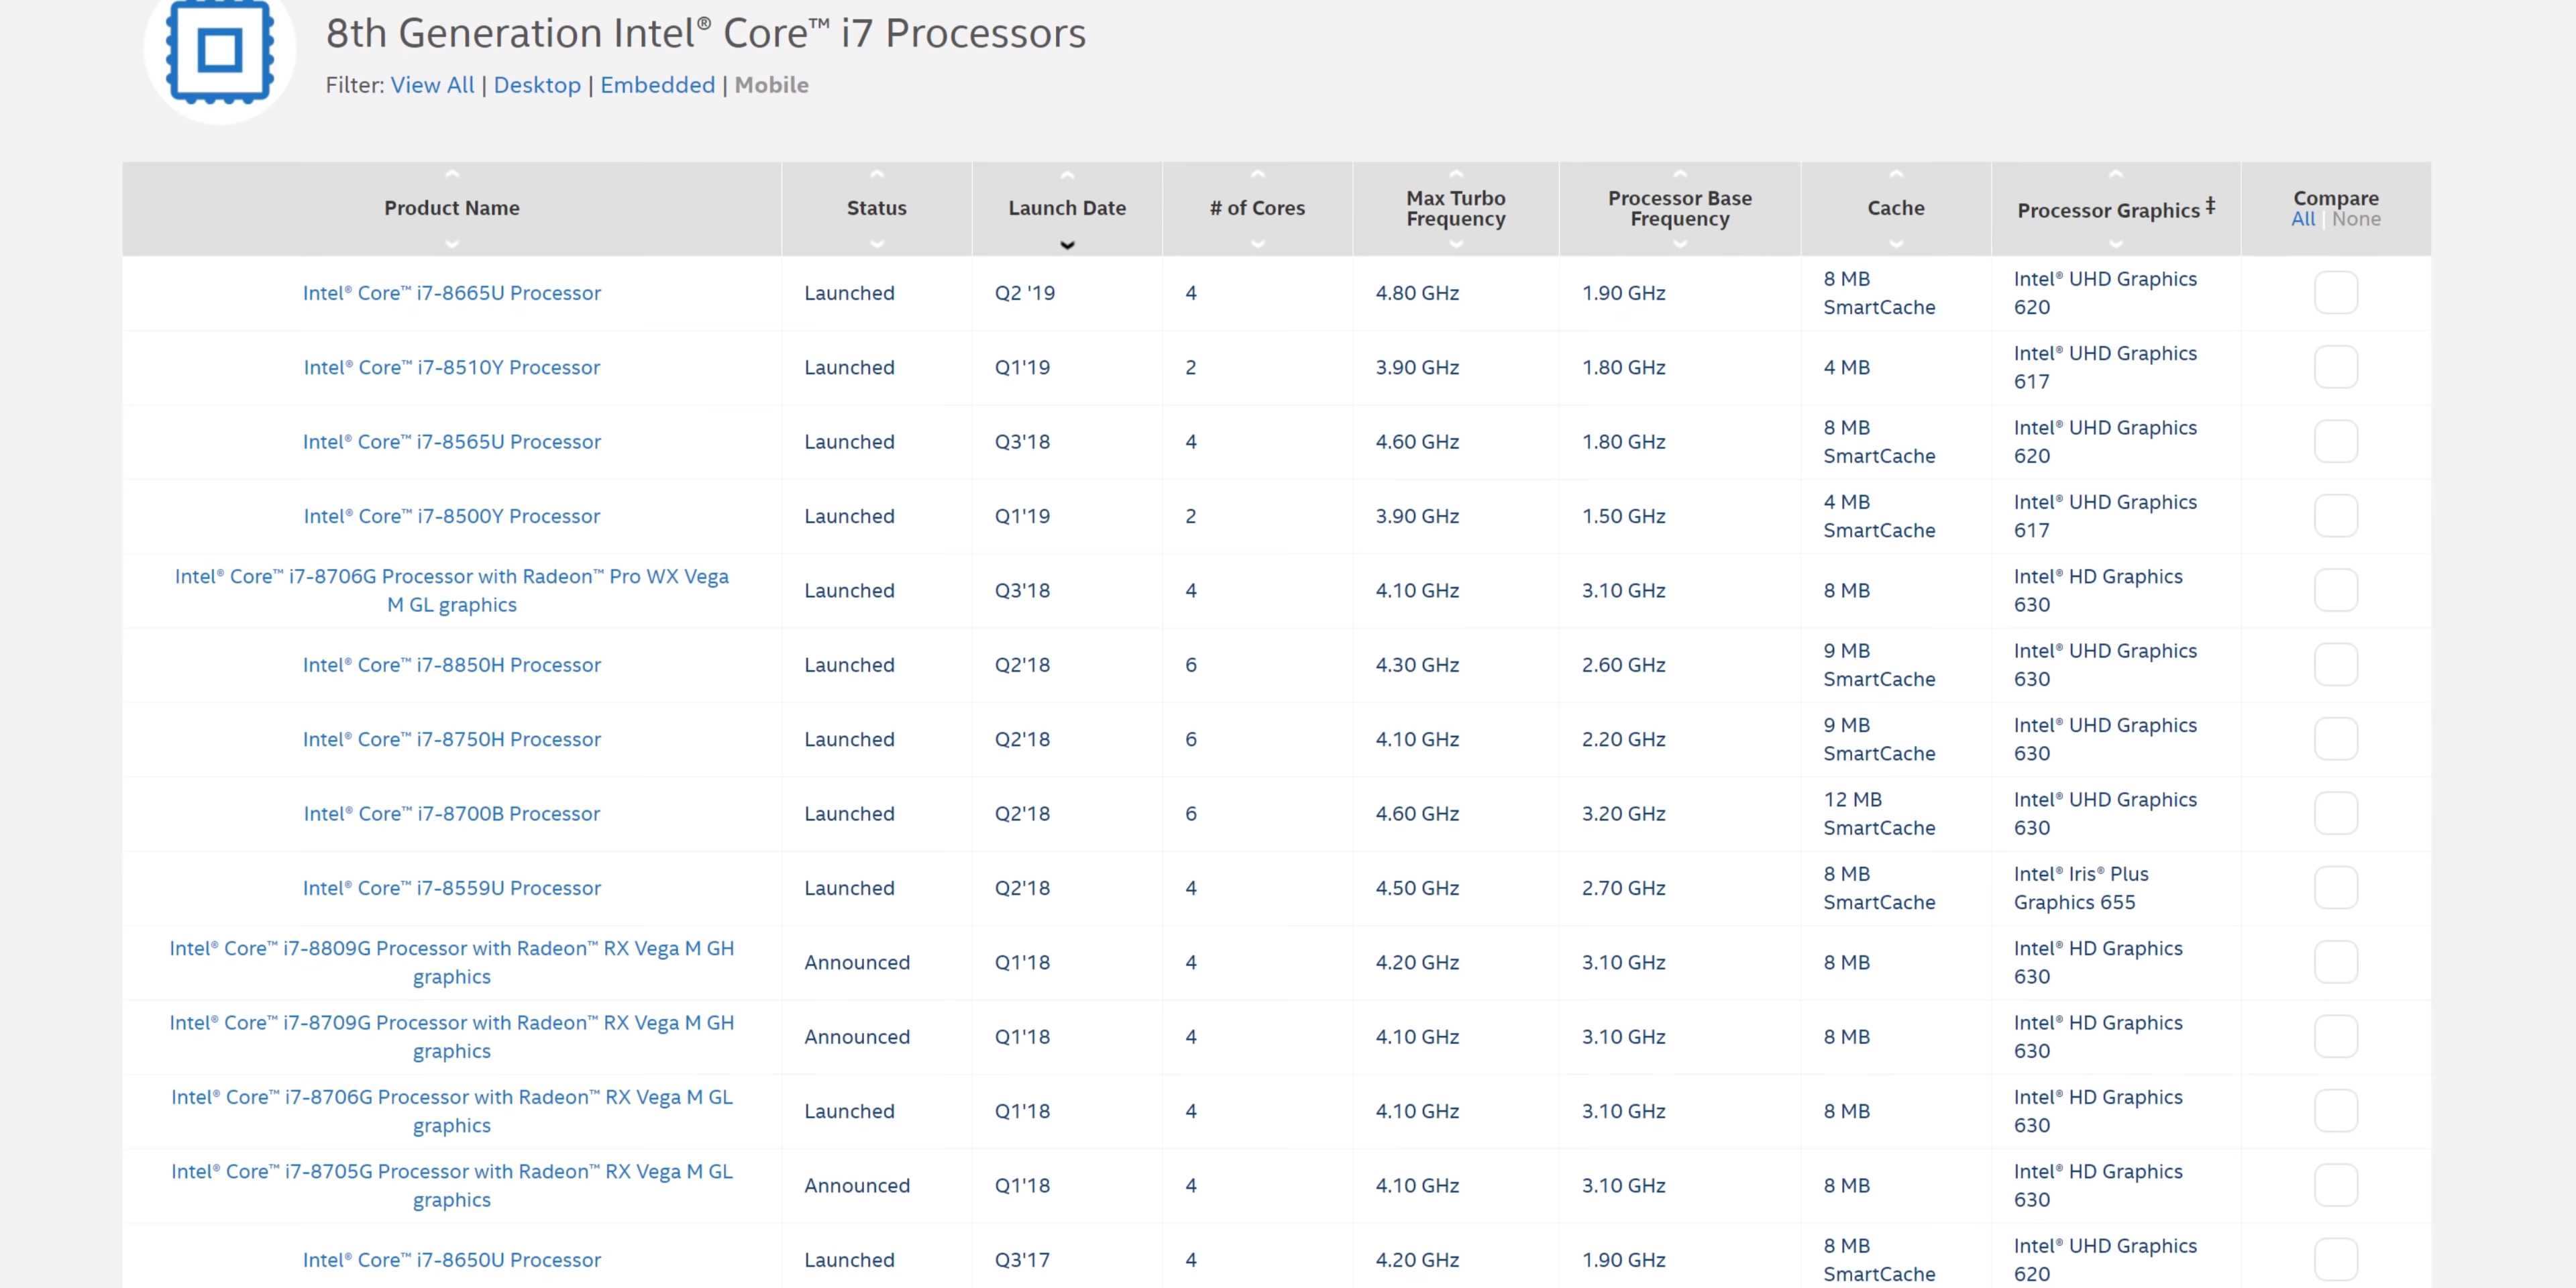 8th Generation Intel® Core™ i7 Processors
Filter: View All | Desktop | Embedded | Mobile
Product Name Status Launch Date # of Cores Max Turbo Frequency Processor Base Frequency Cache Processor Graphics ‡ Compare All | None
Intel® Core™ i7-8665U Processor Launched Q2 '19 4 4.80 GHz 1.90 GHz 8 MB SmartCache Intel® UHD Graphics 620
Intel® Core™ i7-8510Y Processor Launched Q1'19 2 3.90 GHz 1.80 GHz 4 MB Intel® UHD Graphics 617
Intel® Core™ i7-8565U Processor Launched Q3'18 4 4.60 GHz 1.80 GHz 8 MB SmartCache Intel® UHD Graphics 620
Intel® Core™ i7-8500Y Processor Launched Q1'19 2 3.90 GHz 1.50 GHz 4 MB SmartCache Intel® UHD Graphics 617
Intel® Core™ i7-8706G Processor with Radeon™ Pro WX Vega M GL graphics Launched Q3'18 4 4.10 GHz 3.10 GHz 8 MB Intel® HD Graphics 630
Intel® Core™ i7-8850H Processor Launched Q2'18 6 4.30 GHz 2.60 GHz 9 MB SmartCache Intel® UHD Graphics 630
Intel® Core™ i7-8750H Processor Launched Q2'18 6 4.10 GHz 2.20 GHz 9 MB SmartCache Intel® UHD Graphics 630
Intel® Core™ i7-8700B Processor Launched Q2'18 6 4.60 GHz 3.20 GHz 12 MB SmartCache Intel® UHD Graphics 630
Intel® Core™ i7-8559U Processor Launched Q2'18 4 4.50 GHz 2.70 GHz 8 MB SmartCache Intel® Iris® Plus Graphics 655
Intel® Core™ i7-8809G Processor with Radeon™ RX Vega M GH graphics Announced Q1'18 4 4.20 GHz 3.10 GHz 8 MB Intel® HD Graphics 630
Intel® Core™ i7-8709G Processor with Radeon™ RX Vega M GH graphics Announced Q1'18 4 4.10 GHz 3.10 GHz 8 MB Intel® HD Graphics 630
Intel® Core™ i7-8706G Processor with Radeon™ RX Vega M GL graphics Launched Q1'18 4 4.10 GHz 3.10 GHz 8 MB Intel® HD Graphics 630
Intel® Core™ i7-8705G Processor with Radeon™ RX Vega M GL graphics Announced Q1'18 4 4.10 GHz 3.10 GHz 8 MB Intel® HD Graphics 630
Intel® Core™ i7-8650U Processor Launched Q3'17 4 4.20 GHz 1.90 GHz 8 MB SmartCache Intel® UHD Graphics 620